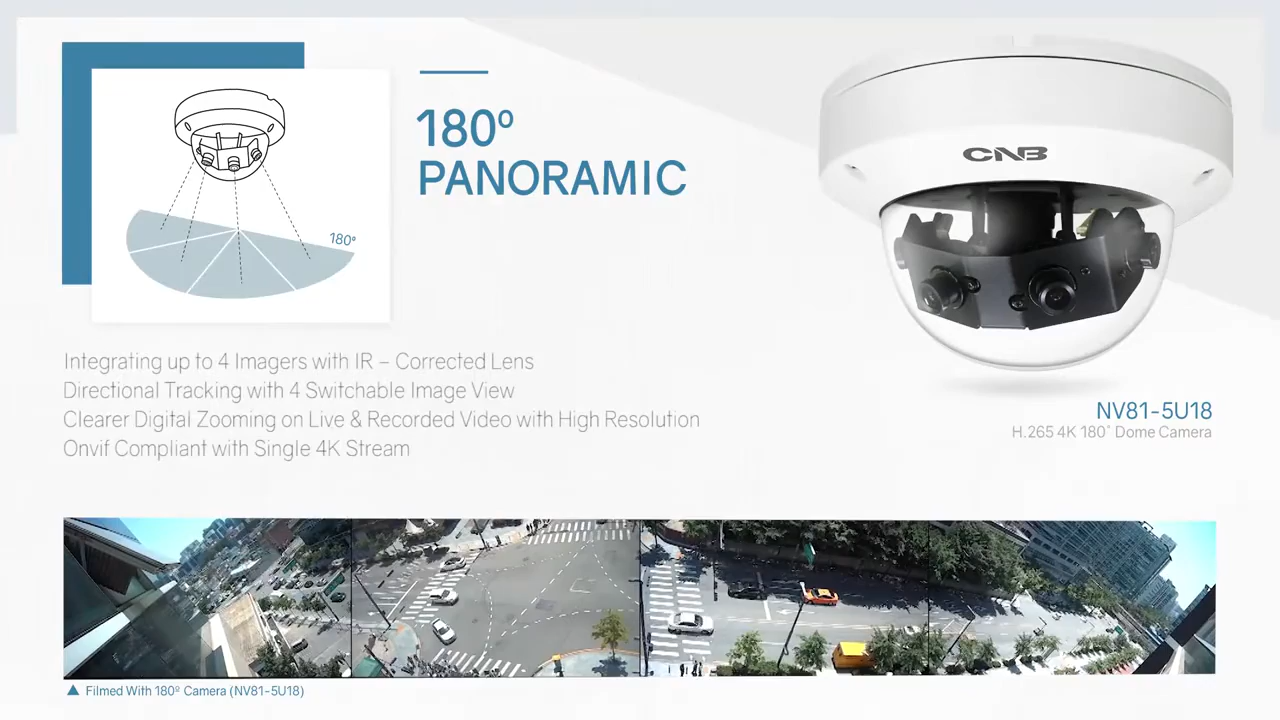 180º
PANORAMIC
180º
CNB
Integrating up to 4 Imagers with IR – Corrected Lens
Directional Tracking with 4 Switchable Image View
Clearer Digital Zooming on Live & Recorded Video with High Resolution
Onvif Compliant with Single 4K Stream
NV81-5U18
H.265 4K 180˚ Dome Camera
▲ Filmed With 180º Camera (NV81-5U18)